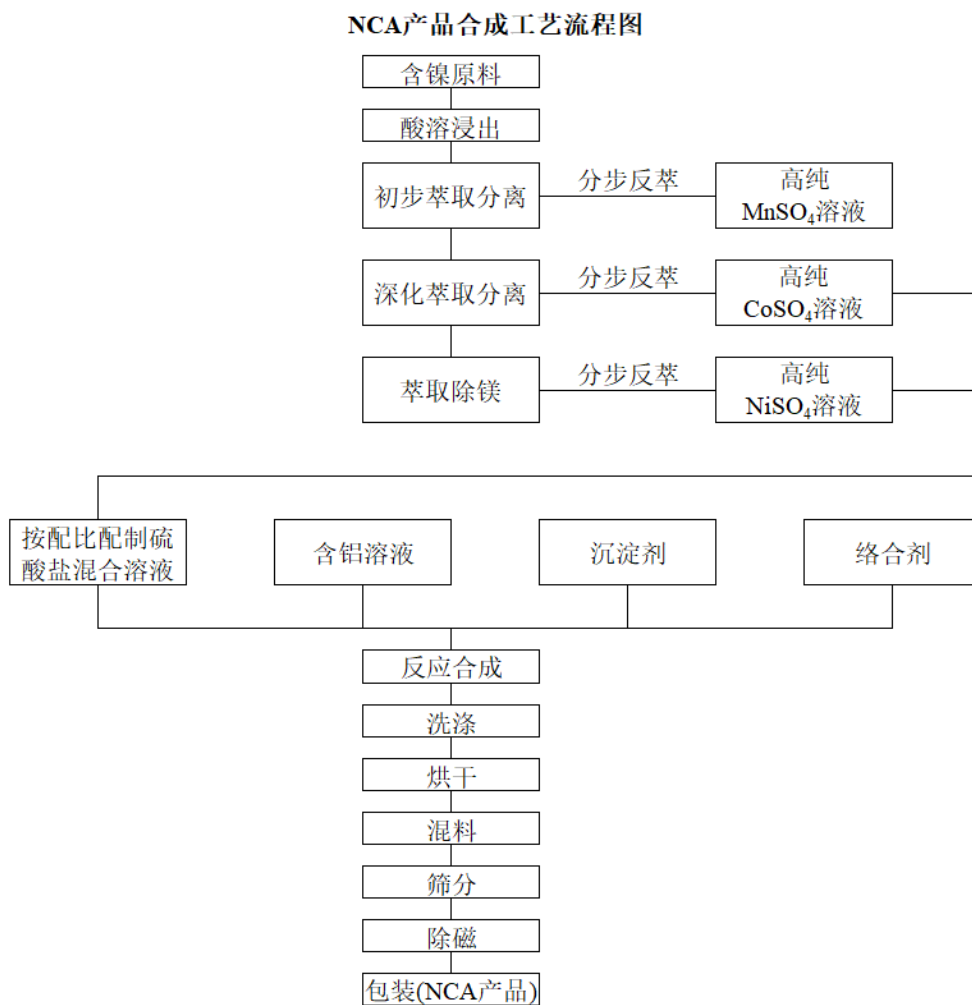 NCA产品合成工艺流程图
含镍原料
酸溶浸出
初步萃取分离
分步反萃
高纯
MnSO₄溶液
深化萃取分离
分步反萃
高纯
CoSO₄溶液
萃取除镁
分步反萃
高纯
NiSO₄溶液
按配比配制硫
酸盐混合溶液
含铝溶液
沉淀剂
络合剂
反应合成
洗涤
烘干
混料
筛分
除磁
包装(NCA产品)